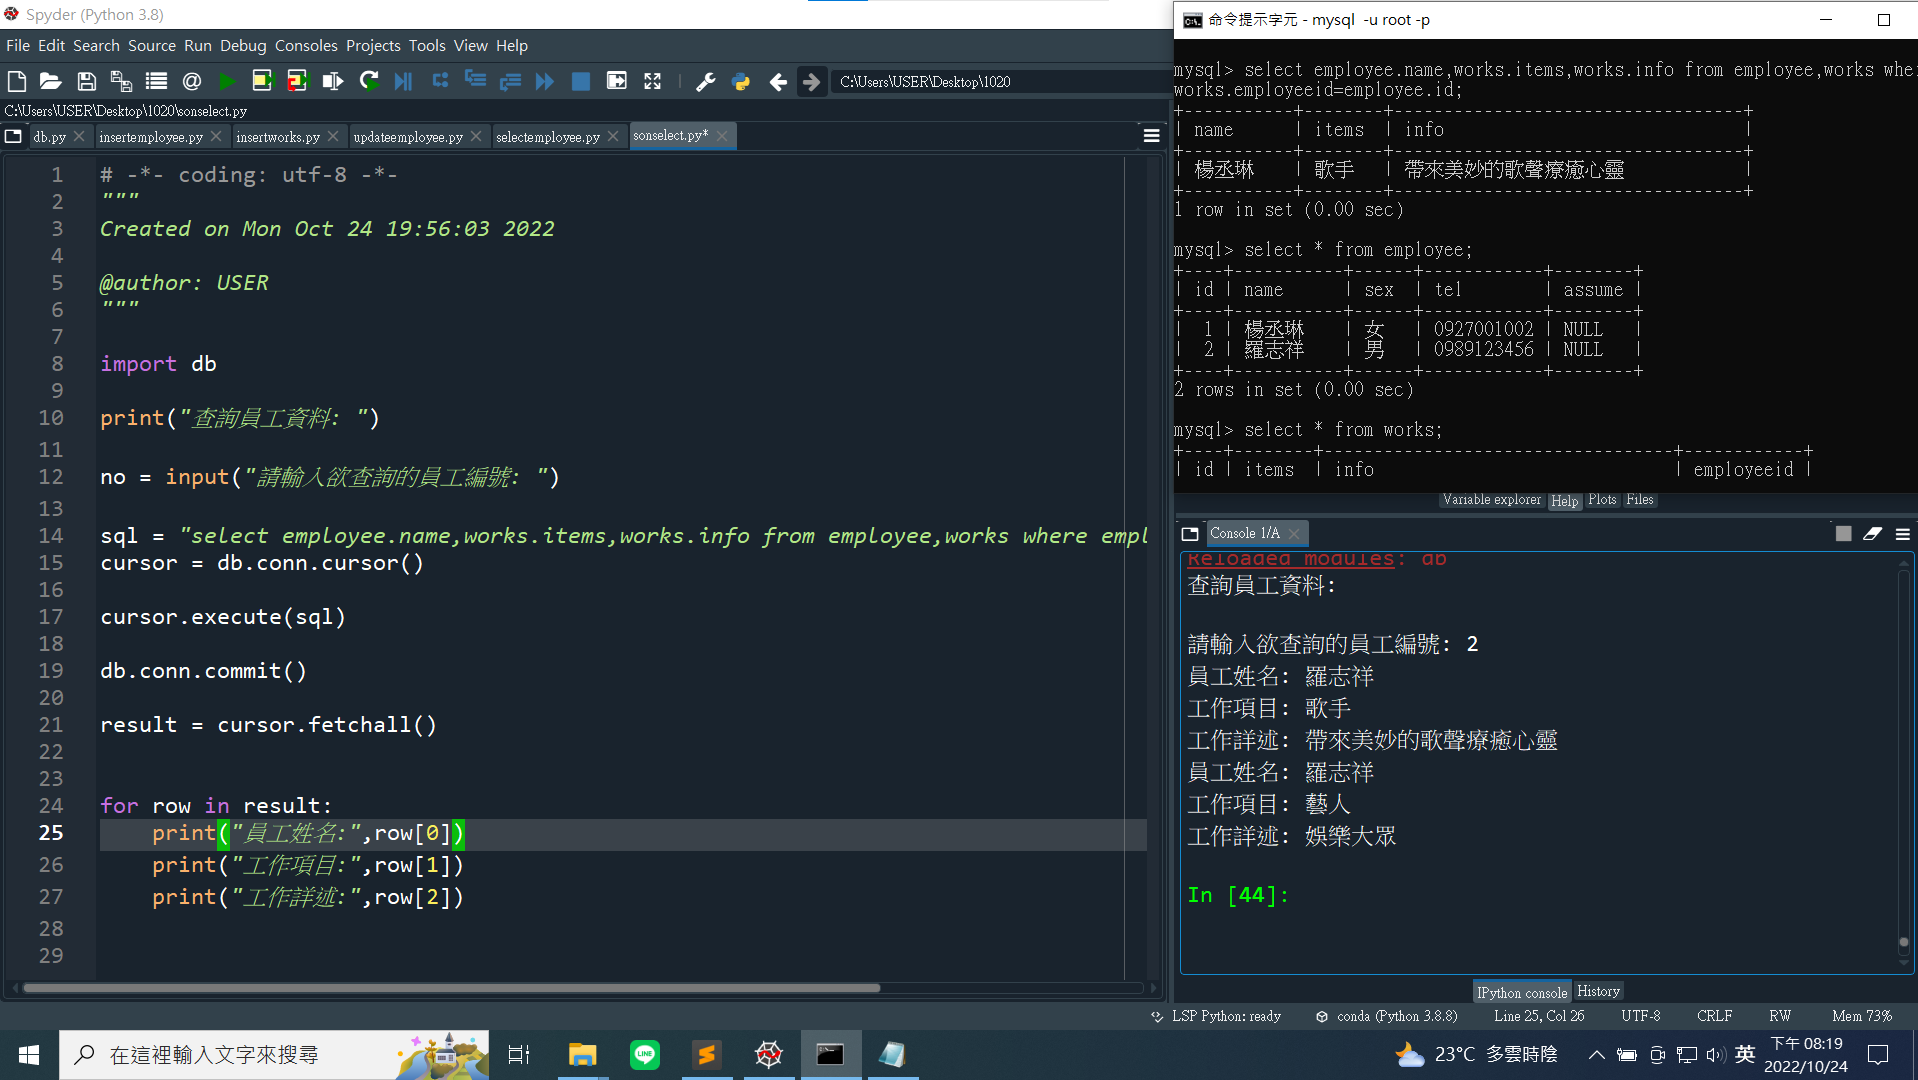 Spyder (Python 3.8)
File Edit Search Source Run Debug Consoles Projects Tools View Help
C:\Users\USER\Desktop\1020
C:\Users\USER\Desktop\1020\sonselect.py
db.py insertemployee.py insertworks.py updateemployee.py selectemployee.py sonselect.py*
1 # -*- coding: utf-8 -*-
2 """
3 Created on Mon Oct 24 19:56:03 2022
4
5 @author: USER
6 """
7
8 import db
9
10 print("查詢員工資料: ")
11
12 no = input("請輸入欲查詢的員工編號: ")
13
14 sql = "select employee.name,works.items,works.info from employee,works where empl
15 cursor = db.conn.cursor()
16
17 cursor.execute(sql)
18
19 db.conn.commit()
20
21 result = cursor.fetchall()
22
23
24 for row in result:
25     print("員工姓名:",row[0])
26     print("工作項目:",row[1])
27     print("工作詳述:",row[2])
28
29
命令提示字元 - mysql -u root -p
mysql> select employee.name,works.items,works.info from employee,works wher
works.employeeid=employee.id;
+-----------+--------+-----------------------------------+
| name      | items  | info                              |
+-----------+--------+-----------------------------------+
| 楊丞琳    | 歌手   | 帶來美妙的歌聲療癒心靈            |
+-----------+--------+-----------------------------------+
1 row in set (0.00 sec)
mysql> select * from employee;
+----+-----------+------+------------+--------+
| id | name      | sex  | tel        | assume |
+----+-----------+------+------------+--------+
|  1 | 楊丞琳    | 女   | 0927001002 | NULL   |
|  2 | 羅志祥    | 男   | 0989123456 | NULL   |
+----+-----------+------+------------+--------+
2 rows in set (0.00 sec)
mysql> select * from works;
+----+--------+-----------------------------------+------------+
| id | items  | info                              | employeeid |
Variable explorer Help Plots Files
Console 1/A
Reloaded modules: db
查詢員工資料:
請輸入欲查詢的員工編號: 2
員工姓名: 羅志祥
工作項目: 歌手
工作詳述: 帶來美妙的歌聲療癒心靈
員工姓名: 羅志祥
工作項目: 藝人
工作詳述: 娛樂大眾
In [44]:
IPython console History
LSP Python: ready conda (Python 3.8.8) Line 25, Col 26 UTF-8 CRLF RW Mem 73%
在這裡輸入文字來搜尋
LINE
23°C 多雲時陰
英
下午 08:19
2022/10/24